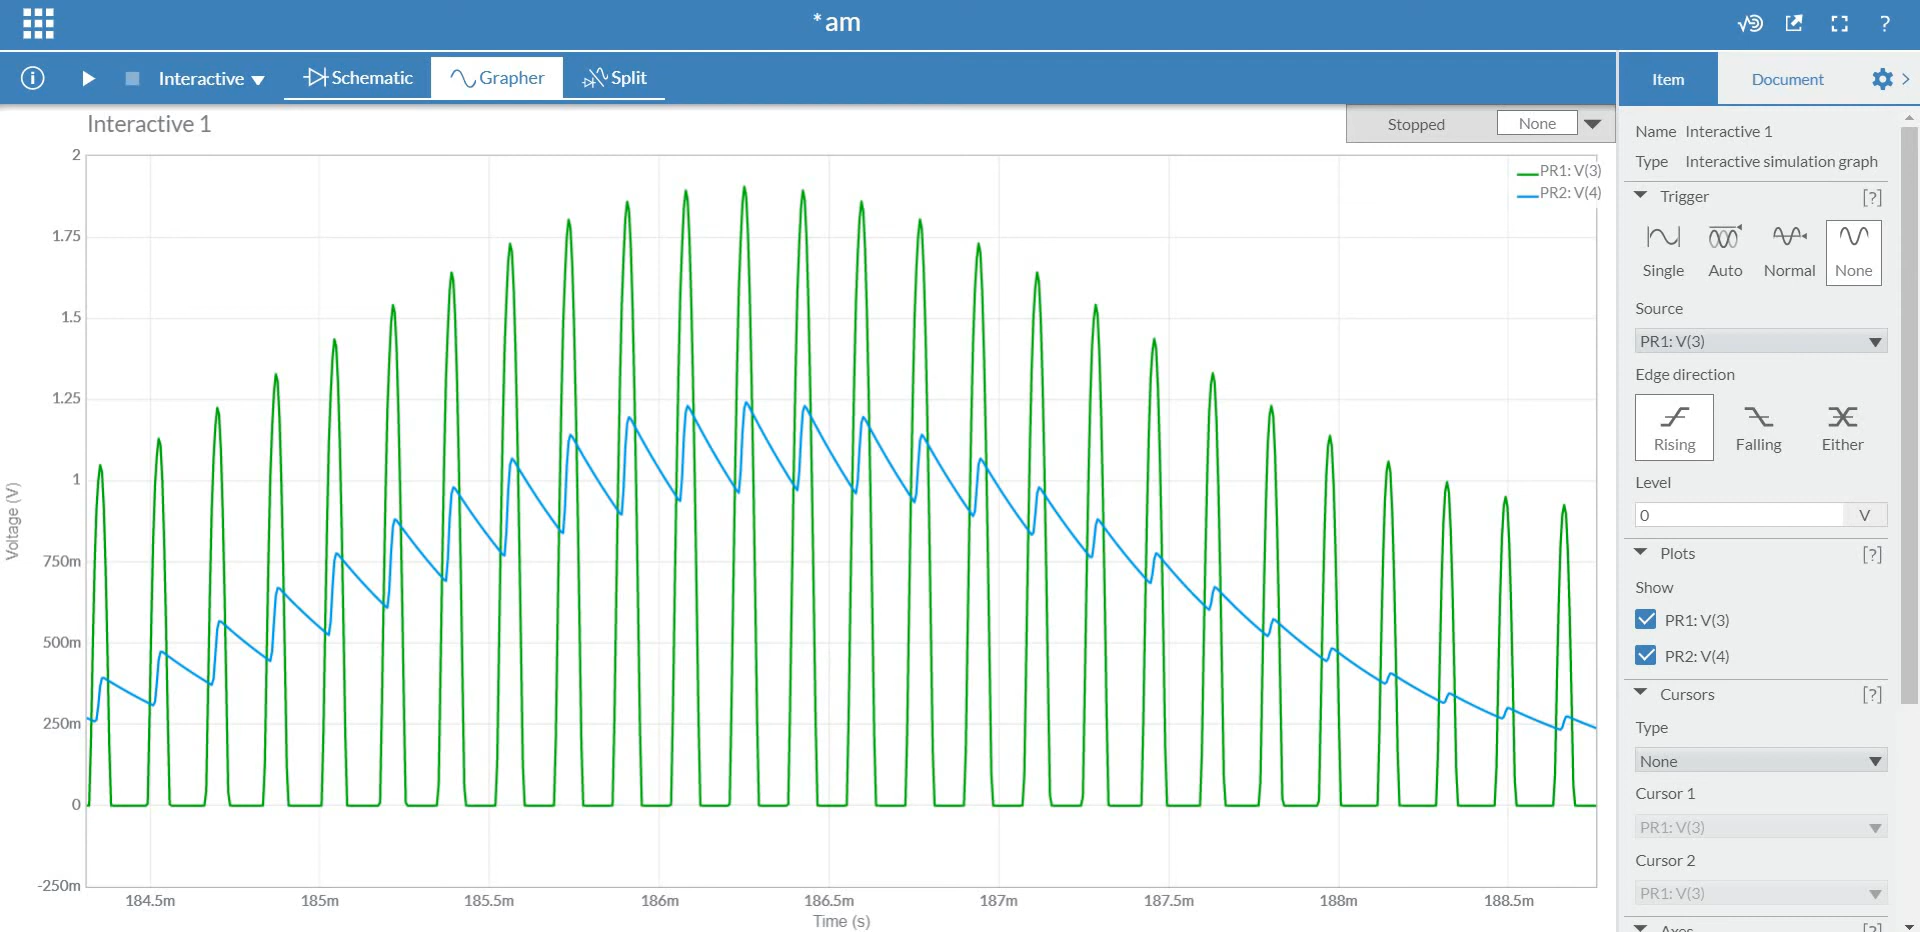 *am
?
Interactive
Schematic
Grapher
Split
Item
Document
Interactive 1
Stopped
None
Name Interactive 1
Type Interactive simulation graph
Trigger [?]
Single Auto Normal None
Source
PR1: V(3)
Edge direction
Rising Falling Either
Level
0 V
Plots [?]
Show
PR1: V(3)
PR2: V(4)
Cursors [?]
Type
None
Cursor 1
PR1: V(3)
Cursor 2
PR1: V(3)
Axes [?]
PR1: V(3)
PR2: V(4)
Voltage (V)
2
1.75
1.5
1.25
1
750m
500m
250m
0
-250m
184.5m 185m 185.5m 186m 186.5m 187m 187.5m 188m 188.5m
Time (s)